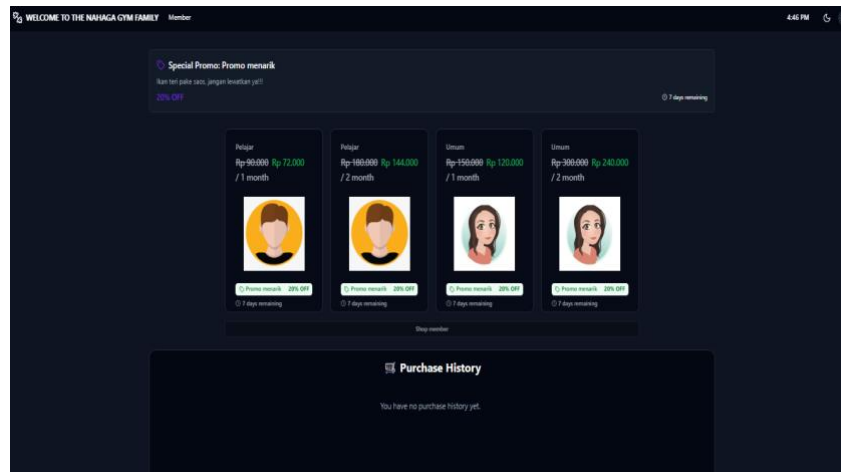 WELCOME TO THE NAHAGA GYM FAMILY Member 4:46 PM
Special Promo: Promo menarik
Ikan teri pake saos, jangan lewatkan ya!!!
20% OFF 7 days remaining
Pelajar
Rp 90.000 Rp 72.000
/ 1 month
Promo menarik 20% OFF
7 days remaining
Pelajar
Rp 180.000 Rp 144.000
/ 2 month
Promo menarik 20% OFF
7 days remaining
Umum
Rp 150.000 Rp 120.000
/ 1 month
Promo menarik 20% OFF
7 days remaining
Umum
Rp 300.000 Rp 240.000
/ 2 month
Promo menarik 20% OFF
7 days remaining
Shop member
Purchase History
You have no purchase history yet.